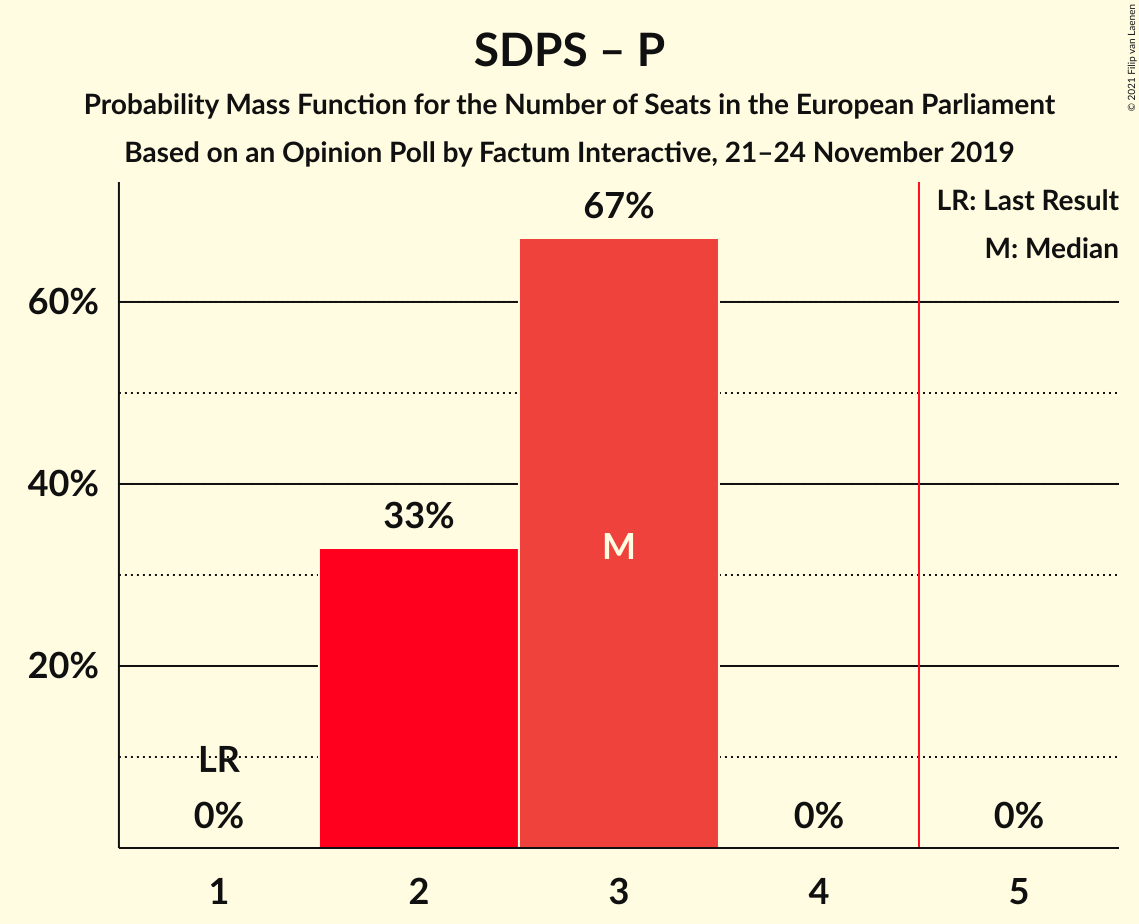 SDPS – P
Probability Mass Function for the Number of Seats in the European Parliament
Based on an Opinion Poll by Factum Interactive, 21–24 November 2019
© 2021 Filip van Laenen
LR: Last Result
M: Median
67%
60%
40%
33%
M
20%
LR
0%
0%
0%
1
2
3
4
5